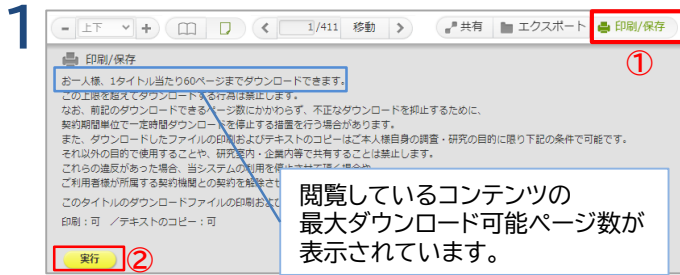 1
- 上下 +
1/411 移動
共有 エクスポート 印刷/保存
①
印刷/保存
お一人様、1タイトル当たり60ページまでダウンロードできます。
この上限を超えてダウンロードする行為は禁止します。
なお、前記のダウンロードできるページ数にかかわらず、不正なダウンロードを抑止するために、
契約期間単位で一定時間ダウンロードを停止する措置を行う場合があります。
また、ダウンロードしたファイルの印刷およびテキストのコピーはご本人様自身の調査・研究の目的に限り下記の条件で可能です。
それ以外の目的で使用することや、研究室内・企業内等で共有することは禁止します。
これらの違反があった場合、当システムの利用を停止
ご利用者様が所属する契約機関との契約を解除させ
このタイトルのダウンロードファイルの印刷および
印刷:可 /テキストのコピー:可
閲覧しているコンテンツの
最大ダウンロード可能ページ数が
表示されています。
実行
②